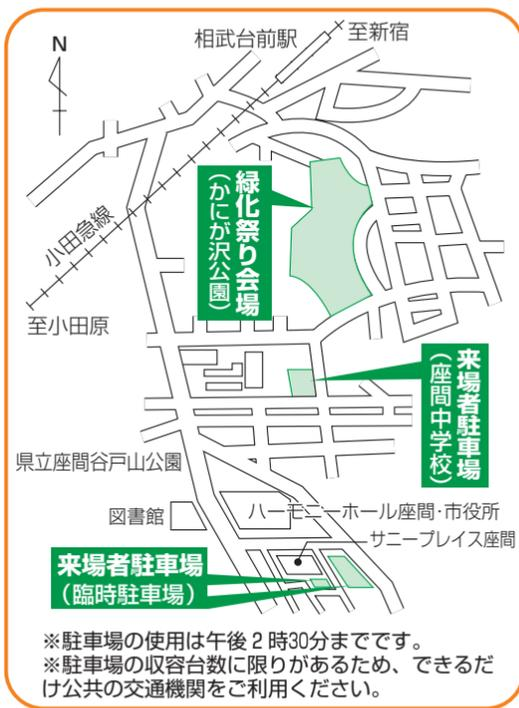 N
相武台前駅
至新宿
緑化祭り会場
（かにが沢公園）
小田急線
至小田原
来場者駐車場
（座間中学校）
県立座間谷戸山公園
図書館
ハーモニーホール座間・市役所
サニープレイス座間
来場者駐車場
（臨時駐車場）
※駐車場の使用は午後２時30分までです。
※駐車場の収容台数に限りがあるため、できるだ
け公共の交通機関をご利用ください。